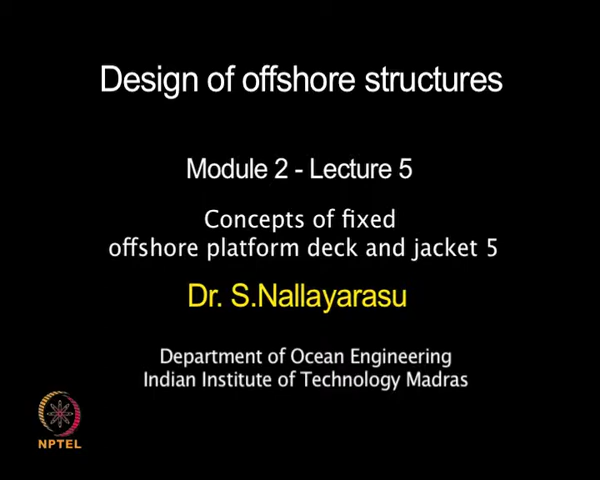 Design of offshore structures
Module 2 - Lecture 5
Concepts of fixed
offshore platform deck and jacket 5
Dr. S.Nallayarasu
Department of Ocean Engineering
Indian Institute of Technology Madras
NPTEL